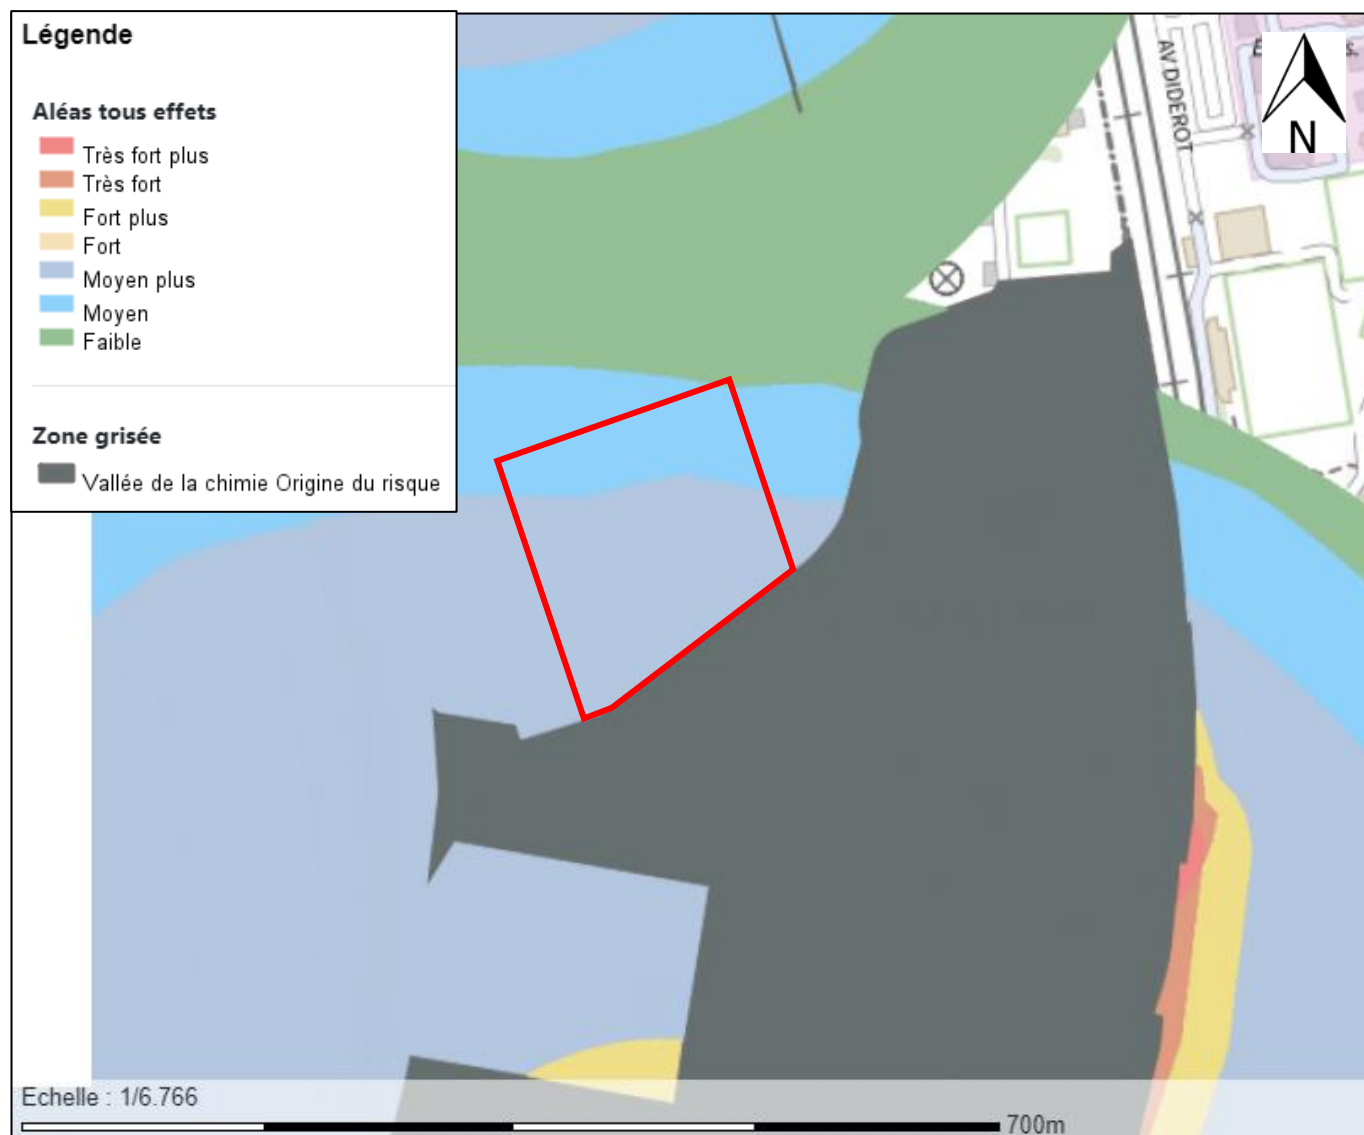 Légende
Aléas tous effets
Très fort plus
Très fort
Fort plus
Fort
Moyen plus
Moyen
Faible
Zone grisée
Vallée de la chimie Origine du risque
AV.DIDEROT
N
Echelle : 1/6.766
700m